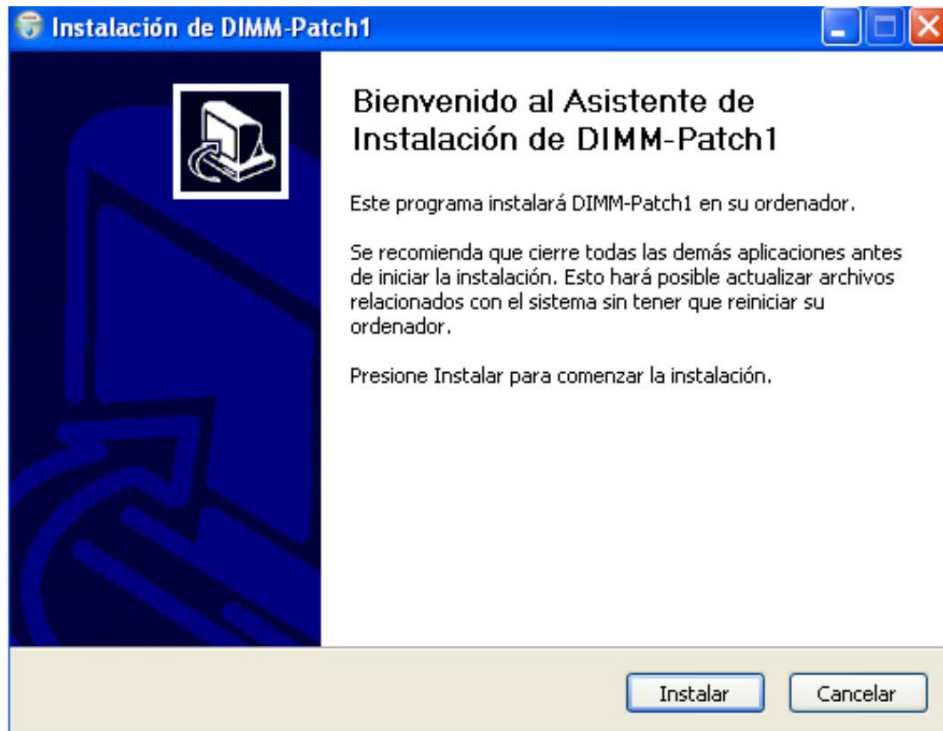 Instalación de DIMM-Patch1
Bienvenido al Asistente de
Instalación de DIMM-Patch1
Este programa instalará DIMM-Patch1 en su ordenador.
Se recomienda que cierre todas las demás aplicaciones antes
de iniciar la instalación. Esto hará posible actualizar archivos
relacionados con el sistema sin tener que reiniciar su
ordenador.
Presione Instalar para comenzar la instalación.
Instalar
Cancelar